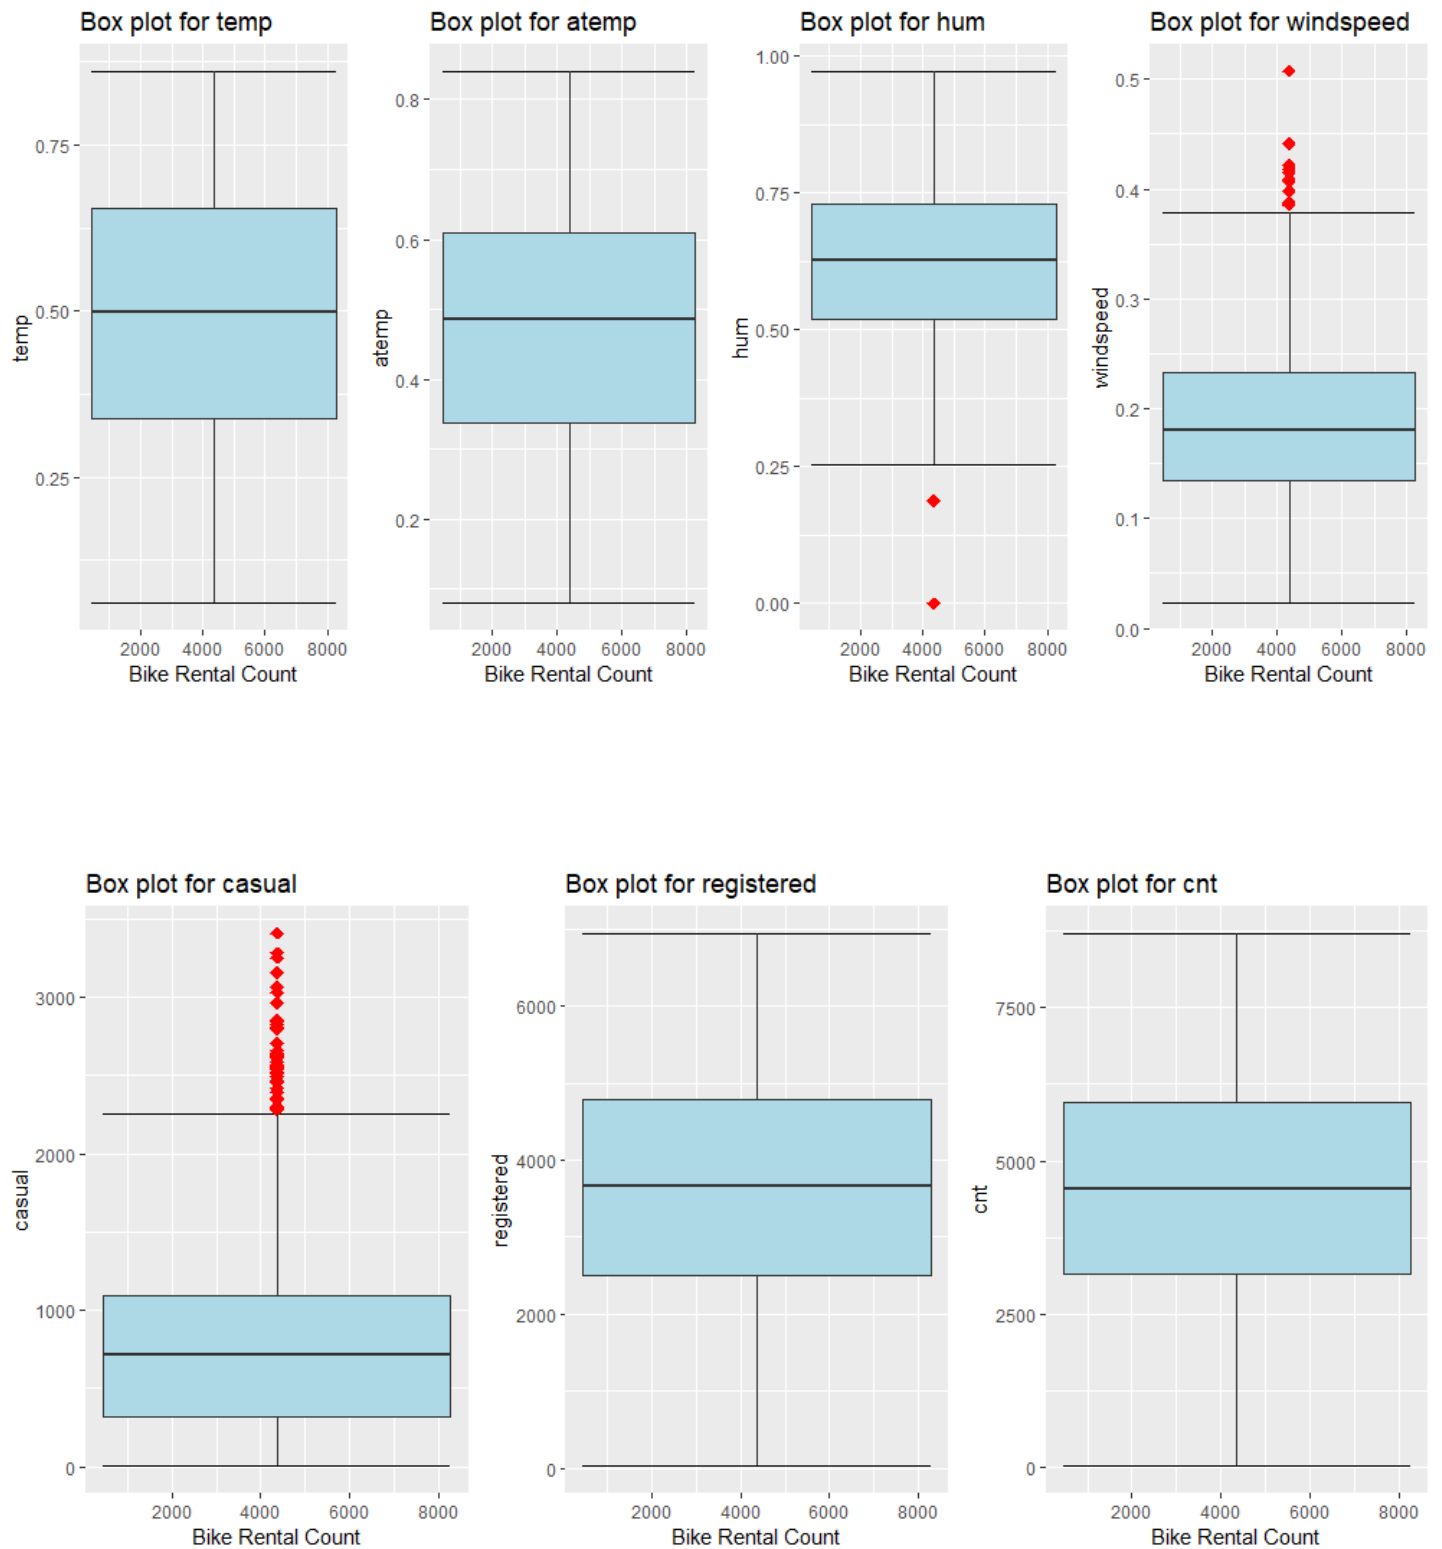 Box plot for temp
temp
0.75
0.50
0.25
2000 4000 6000 8000
Bike Rental Count
Box plot for atemp
atemp
0.8
0.6
0.4
0.2
2000 4000 6000 8000
Bike Rental Count
Box plot for hum
hum
1.00
0.75
0.50
0.25
0.00
2000 4000 6000 8000
Bike Rental Count
Box plot for windspeed
windspeed
0.5
0.4
0.3
0.2
0.1
0.0
2000 4000 6000 8000
Bike Rental Count
Box plot for casual
casual
3000
2000
1000
0
2000 4000 6000 8000
Bike Rental Count
Box plot for registered
registered
6000
4000
2000
0
2000 4000 6000 8000
Bike Rental Count
Box plot for cnt
cnt
7500
5000
2500
0
2000 4000 6000 8000
Bike Rental Count